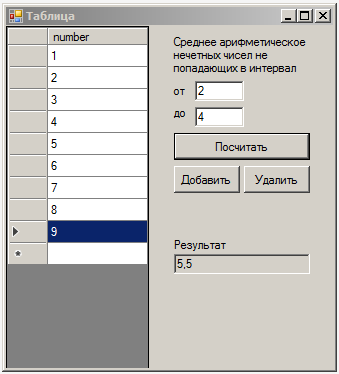 Таблица
number
1
2
3
4
5
6
7
8
9
*
Среднее арифметическое
нечетных чисел не
попадающих в интервал
от 2
до 4
Посчитать
Добавить Удалить
Результат
5,5